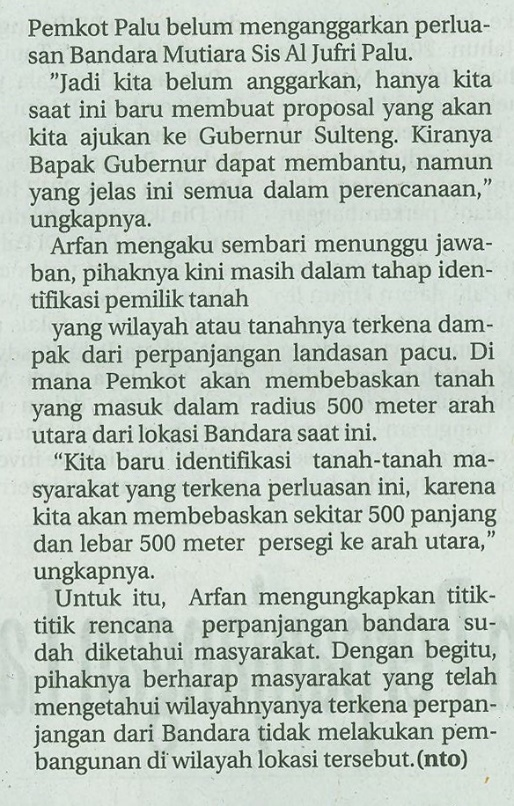 Pemkot Palu belum menganggarkan perlua-
san Bandara Mutiara Sis Al Jufri Palu.
"Jadi kita belum anggarkan, hanya kita
saat ini baru membuat proposal yang akan
kita ajukan ke Gubernur Sulteng. Kiranya
Bapak Gubernur dapat membantu, namun
yang jelas ini semua dalam perencanaan,"
ungkapnya.
Arfan mengaku sembari menunggu jawa-
ban, pihaknya kini masih dalam tahap iden-
tifikasi pemilik tanah
yang wilayah atau tanahnya terkena dam-
pak dari perpanjangan landasan pacu. Di
mana Pemkot akan membebaskan tanah
yang masuk dalam radius 500 meter arah
utara dari lokasi Bandara saat ini.
“Kita baru identifikasi tanah-tanah ma-
syarakat yang terkena perluasan ini, karena
kita akan membebaskan sekitar 500 panjang
dan lebar 500 meter persegi ke arah utara,”
ungkapnya.
Untuk itu, Arfan mengungkapkan titik-
titik rencana perpanjangan bandara su-
dah diketahui masyarakat. Dengan begitu,
pihaknya berharap masyarakat yang telah
mengetahui wilayahnyanya terkena perpan-
jangan dari Bandara tidak melakukan pem-
bangunan di wilayah lokasi tersebut.(nto)